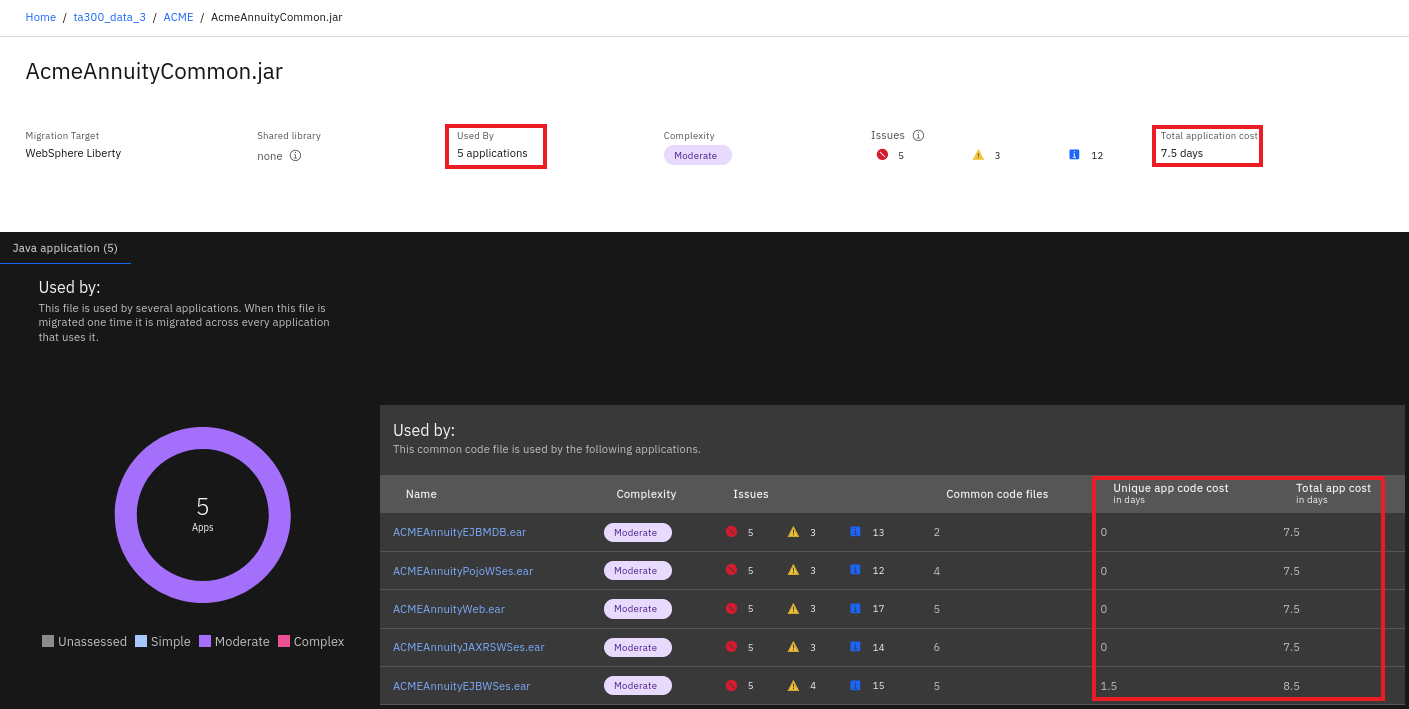 Home / ta300_data_3 / ACME / AcmeAnnuityCommon.jar
AcmeAnnuityCommon.jar
Migration Target
WebSphere Liberty
Shared library
none
Used By
5 applications
Complexity
Moderate
Issues
5 3 12
Total application cost
7.5 days
Java application (5)
Used by:
This file is used by several applications. When this file is
migrated one time it is migrated across every application
that uses it.
5
Apps
Unassessed Simple Moderate Complex
Used by:
This common code file is used by the following applications.
Name Complexity Issues Common code files Unique app code cost in days Total app cost in days
ACMEAnnuityEJBMDB.ear Moderate 5 3 13 2 0 7.5
ACMEAnnuityPojoWSes.ear Moderate 5 3 12 4 0 7.5
ACMEAnnuityWeb.ear Moderate 5 3 17 5 0 7.5
ACMEAnnuityJAXRSWSes.ear Moderate 5 3 14 6 0 7.5
ACMEAnnuityEJBWSes.ear Moderate 5 4 15 5 1.5 8.5